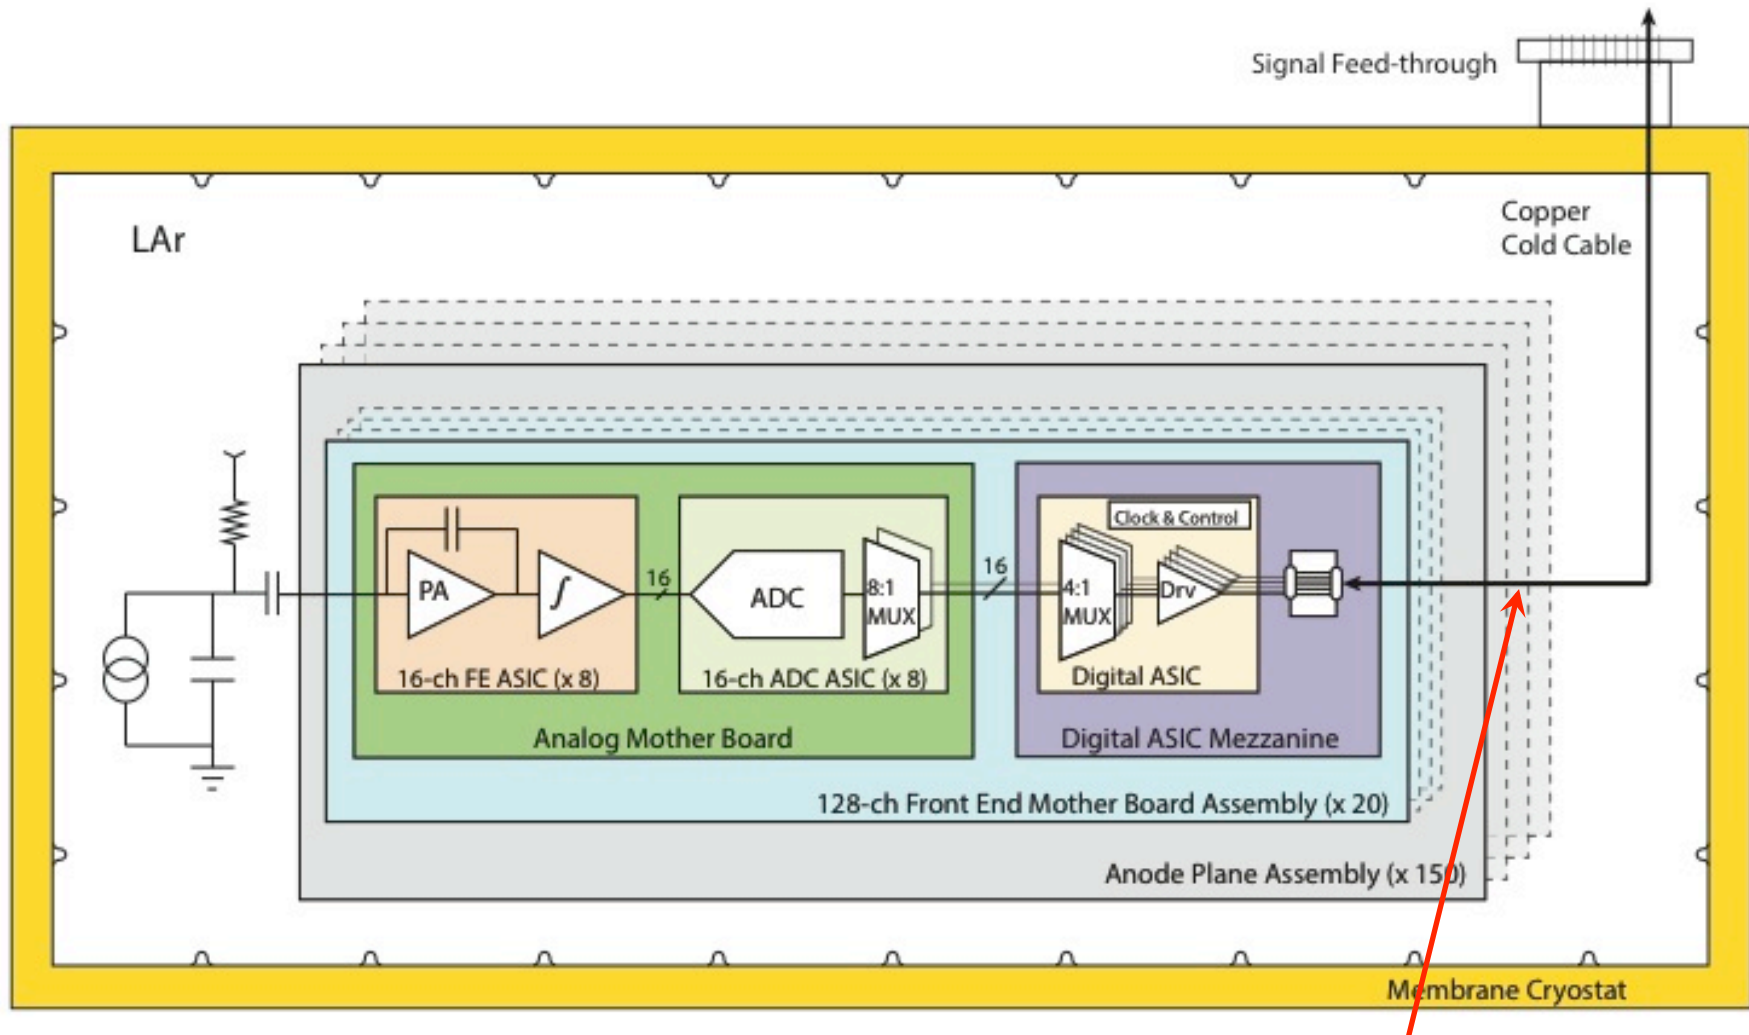 Signal Feed-through
Copper
Cold Cable
LAr
Clock & Control
PA
∫
16
ADC
8:1
MUX
16
4:1
MUX
Drv
16-ch FE ASIC (x 8)
16-ch ADC ASIC (x 8)
Digital ASIC
Analog Mother Board
Digital ASIC Mezzanine
128-ch Front End Mother Board Assembly (x 20)
Anode Plane Assembly (x 150)
Membrane Cryostat